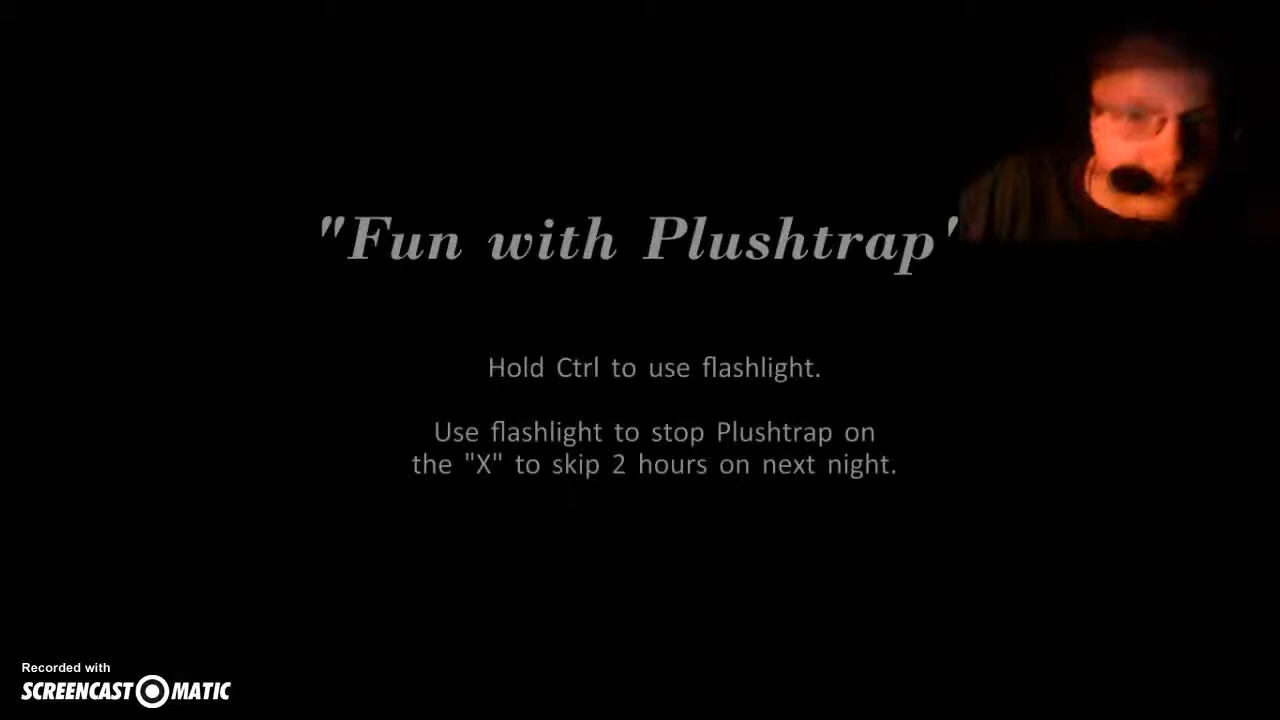 "Fun with Plushtrap"
Hold Ctrl to use flashlight.
Use flashlight to stop Plushtrap on
the "X" to skip 2 hours on next night.
Recorded with
SCREENCAST MATIC